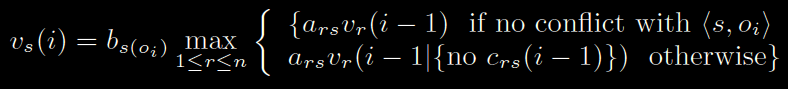 v_s(i) = b_{s(o_i)} max_{1≤r≤n} { {a_{rs}v_r(i − 1) if no conflict with ⟨s, o_i⟩
a_{rs}v_r(i − 1|{no c_{rs}(i − 1)}) otherwise}